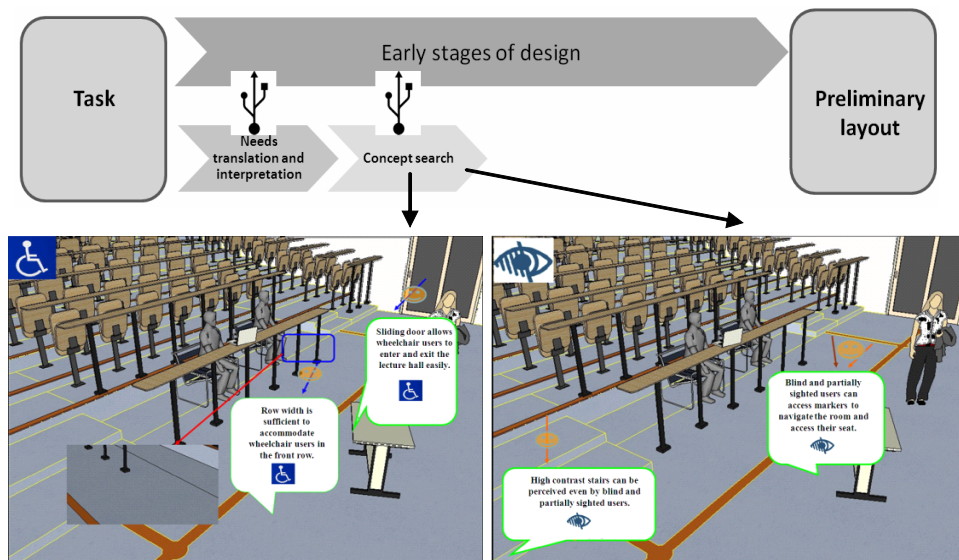 Early stages of design
Task
Preliminary
layout
Needs
translation and
interpretation
Concept search
Sliding door allows
wheelchair users to
enter and exit the
lecture hall easily.
Row width is
sufficient to
accommodate
wheelchair users in
the front row.
Blind and partially
sighted users can
access markers to
navigate the room and
access their seat.
High contrast stairs can be
perceived even by blind and
partially sighted users.